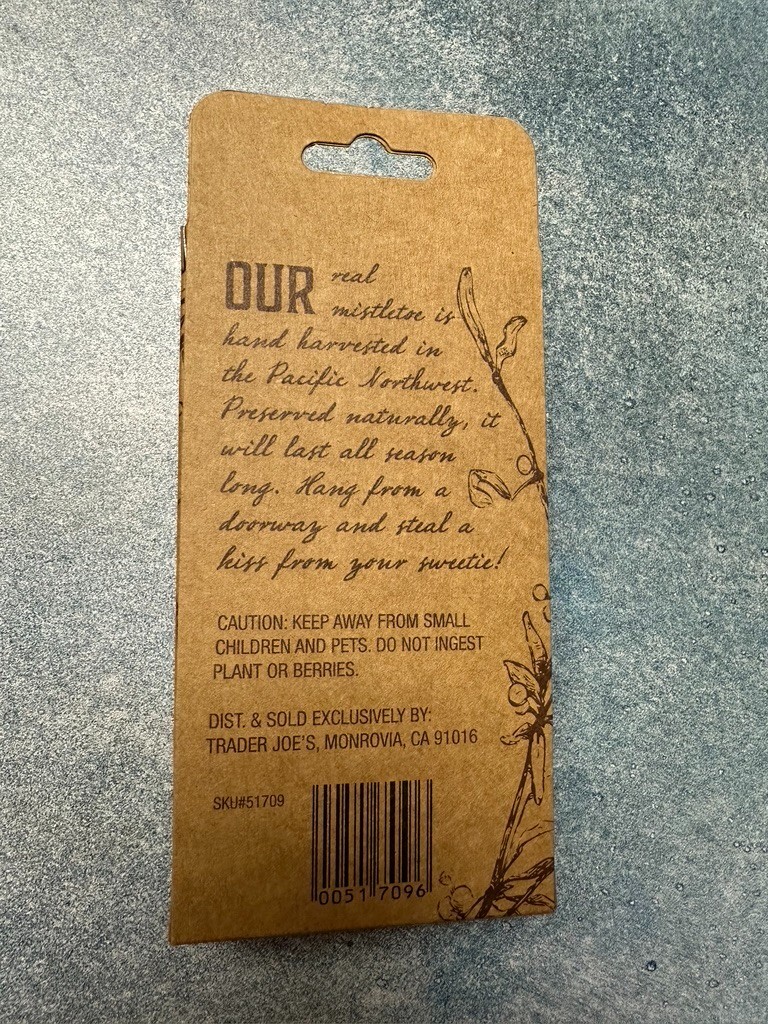 OUR real
mistletoe is
hand harvested in
the Pacific Northwest.
Preserved naturally, it
will last all season
long. Hang from a
doorway and steal a
kiss from your sweetie!
CAUTION: KEEP AWAY FROM SMALL
CHILDREN AND PETS. DO NOT INGEST
PLANT OR BERRIES.
DIST. & SOLD EXCLUSIVELY BY:
TRADER JOE'S, MONROVIA, CA 91016
SKU#51709
0051 7096